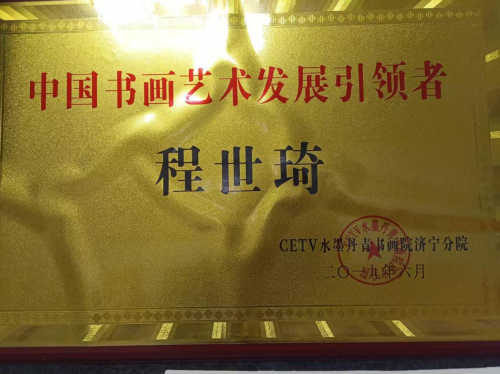 中国书画艺术发展引领者
程世琦
CETV水墨丹青书画院济宁分院
二〇一九年六月